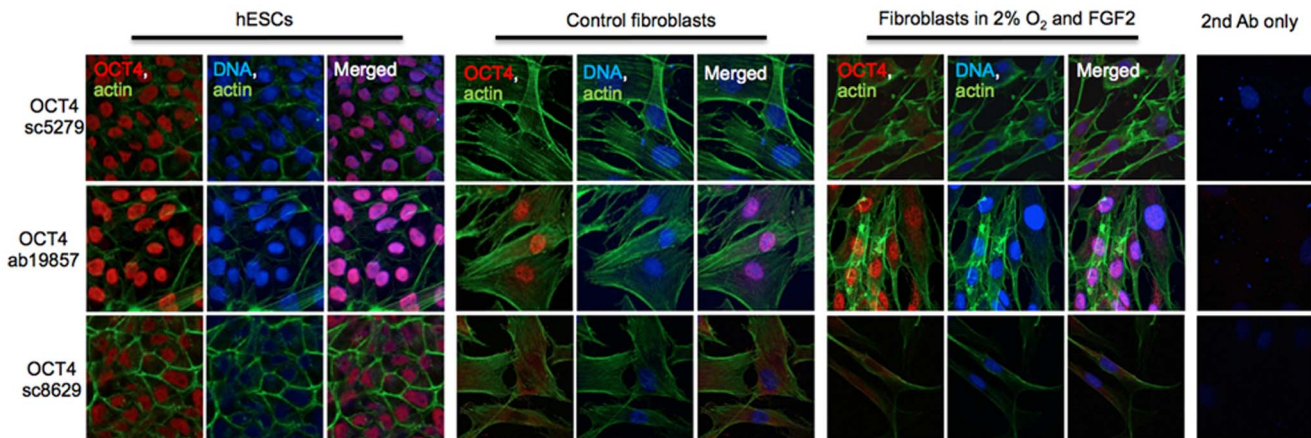 hESCs
Control fibroblasts
Fibroblasts in 2% O₂ and FGF2
2nd Ab only
OCT4
sc5279
OCT4,
actin
DNA,
actin
Merged
OCT4,
actin
DNA,
actin
Merged
OCT4,
actin
DNA,
actin
Merged
OCT4
ab19857
OCT4
sc8629